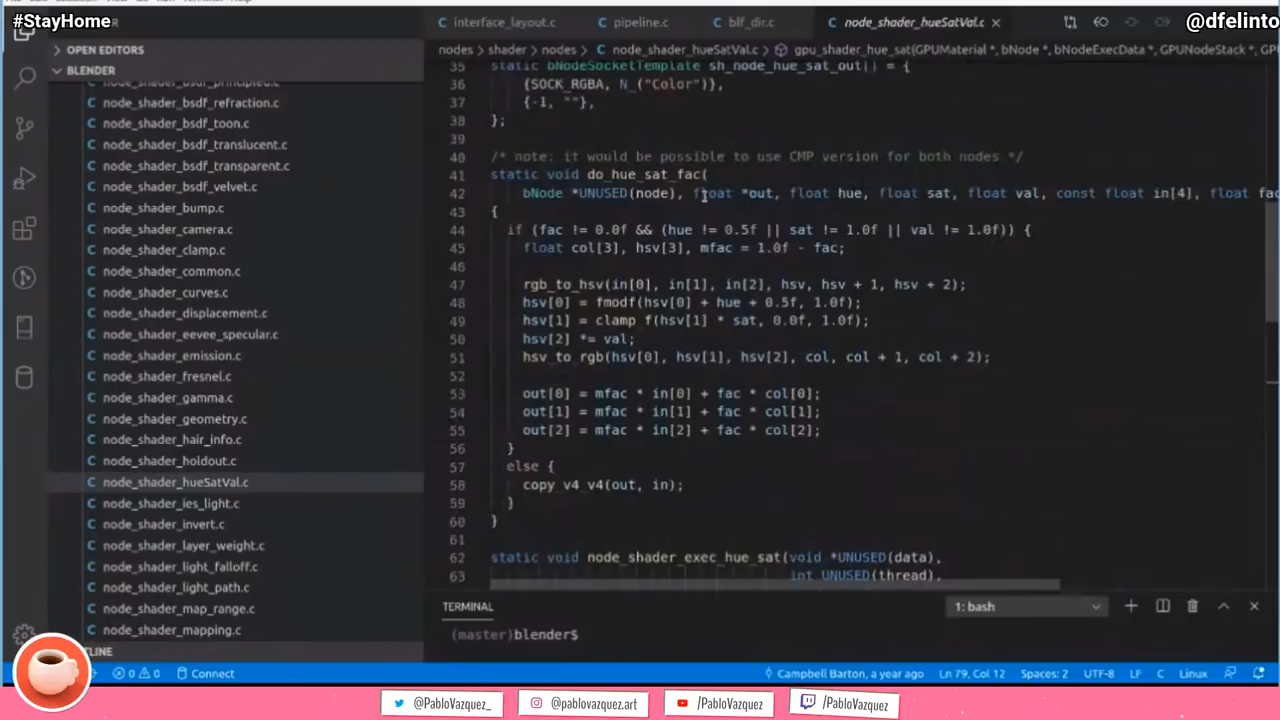 #StayHome
@dfelinto
interface_layout.c
pipeline.c
blf_dir.c
node_shader_hueSatVal.c
OPEN EDITORS
BLENDER
nodes > shader > nodes > C node_shader_hueSatVal.c > gpu_shader_hue_sat(GPUMaterial *, bNode *, bNodeExecData *, GPUNodeStack *, GP
C node_shader_bsdf_principled.c
C node_shader_bsdf_refraction.c
C node_shader_bsdf_toon.c
C node_shader_bsdf_translucent.c
C node_shader_bsdf_transparent.c
C node_shader_bsdf_velvet.c
C node_shader_bump.c
C node_shader_camera.c
C node_shader_clamp.c
C node_shader_common.c
C node_shader_curves.c
C node_shader_displacement.c
C node_shader_eevee_specular.c
C node_shader_emission.c
C node_shader_fresnel.c
C node_shader_gamma.c
C node_shader_geometry.c
C node_shader_hair_info.c
C node_shader_holdout.c
C node_shader_hueSatVal.c
C node_shader_ies_light.c
C node_shader_invert.c
C node_shader_layer_weight.c
C node_shader_light_falloff.c
C node_shader_light_path.c
C node_shader_map_range.c
C node_shader_mapping.c
TLINE
35 static bNodeSocketTemplate sh_node_hue_sat_out[] = {
36 {SOCK_RGBA, N_("Color")},
37 {-1, ""},
38 };
39
40 /* note: it would be possible to use CMP version for both nodes */
41 static void do_hue_sat_fac(
42 bNode *UNUSED(node), float *out, float hue, float sat, float val, const float in[4], float fac
43 {
44 if (fac != 0.0f && (hue != 0.5f || sat != 1.0f || val != 1.0f)) {
45 float col[3], hsv[3], mfac = 1.0f - fac;
46
47 rgb_to_hsv(in[0], in[1], in[2], hsv, hsv + 1, hsv + 2);
48 hsv[0] = fmodf(hsv[0] + hue + 0.5f, 1.0f);
49 hsv[1] = clamp_f(hsv[1] * sat, 0.0f, 1.0f);
50 hsv[2] *= val;
51 hsv_to_rgb(hsv[0], hsv[1], hsv[2], col, col + 1, col + 2);
52
53 out[0] = mfac * in[0] + fac * col[0];
54 out[1] = mfac * in[1] + fac * col[1];
55 out[2] = mfac * in[2] + fac * col[2];
56 }
57 else {
58 copy_v4_v4(out, in);
59 }
60 }
61
62 static void node_shader_exec_hue_sat(void *UNUSED(data),
63 int UNUSED(thread),
TERMINAL
1: bash
(master)blender$
0 0 Connect
Campbell Barton, a year ago
Ln 79, Col 12
Spaces: 2
UTF-8
LF
C
Linux
@PabloVazquez_
@pablovazquez.art
/PabloVazquez
/PabloVazquez